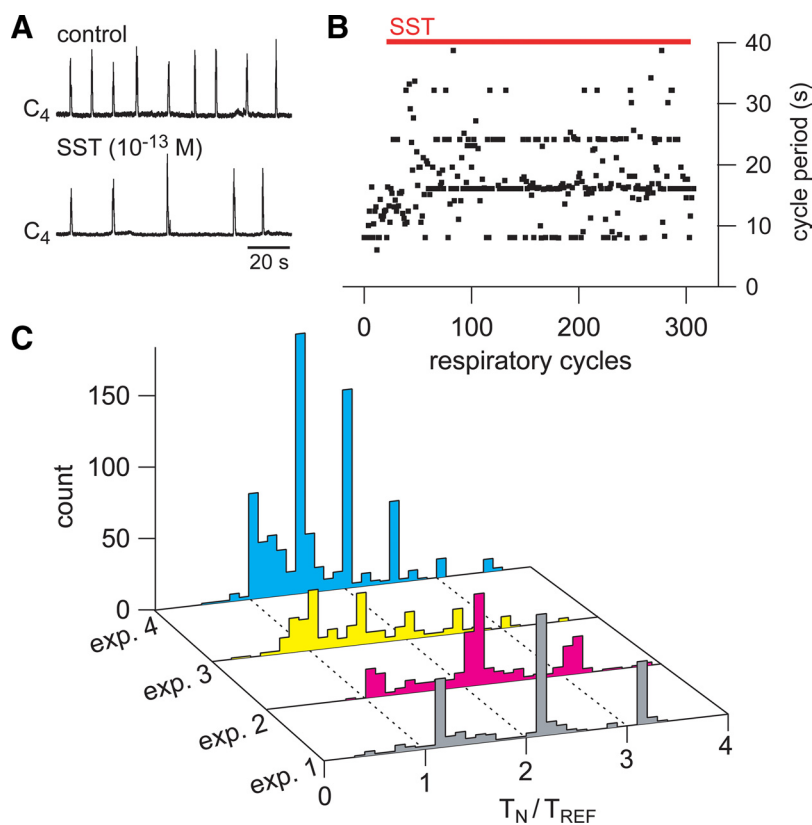 A
control
C₄
SST (10⁻¹³ M)
C₄
20 s
B
SST
40
30
20
10
0
cycle period (s)
0 100 200 300
respiratory cycles
C
150
100
50
0
count
exp. 4
exp. 3
exp. 2
exp. 1
0 1 2 3 4
T_N / T_REF